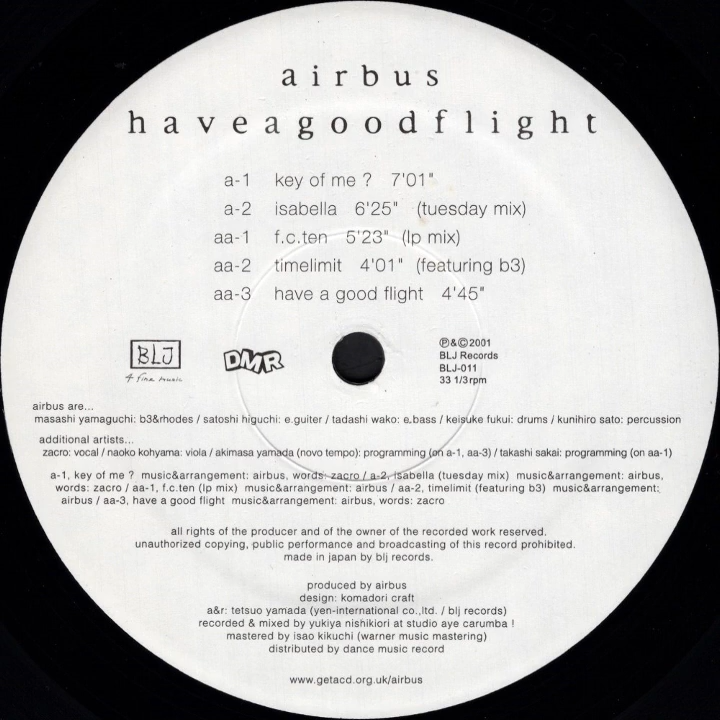 airbus
haveagoodflight
a-1 key of me ? 7'01"
a-2 isabella 6'25" (tuesday mix)
aa-1 f.c.ten 5'23" (lp mix)
aa-2 timelimit 4'01" (featuring b3)
aa-3 have a good flight 4'45"
BLJ
4 fine music
DMR
Ⓟ&©2001
BLJ Records
BLJ-011
33 1/3rpm
airbus are...
masashi yamaguchi: b3&rhodes / satoshi higuchi: e.guiter / tadashi wako: e.bass / keisuke fukui: drums / kunihiro sato: percussion
additional artists...
zacro: vocal / naoko kohyama: viola / akimasa yamada (novo tempo): programming (on a-1, aa-3) / takashi sakai: programming (on aa-1)
a-1, key of me ? music&arrangement: airbus, words: zacro / a-2, isabella (tuesday mix) music&arrangement: airbus,
words: zacro / aa-1, f.c.ten (lp mix) music&arrangement: airbus / aa-2, timelimit (featuring b3) music&arrangement:
airbus / aa-3, have a good flight music&arrangement: airbus, words: zacro
all rights of the producer and of the owner of the recorded work reserved.
unauthorized copying, public performance and broadcasting of this record prohibited.
made in japan by blj records.
produced by airbus
design: komadori craft
a&r: tetsuo yamada (yen-international co.,ltd. / blj records)
recorded & mixed by yukiya nishikiori at studio aye carumba !
mastered by isao kikuchi (warner music mastering)
distributed by dance music record
www.getacd.org.uk/airbus